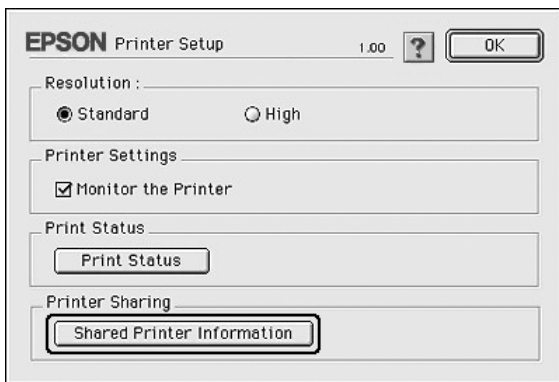 EPSON Printer Setup 1.00 ? OK
Resolution :
Standard High
Printer Settings
Monitor the Printer
Print Status
Print Status
Printer Sharing
Shared Printer Information